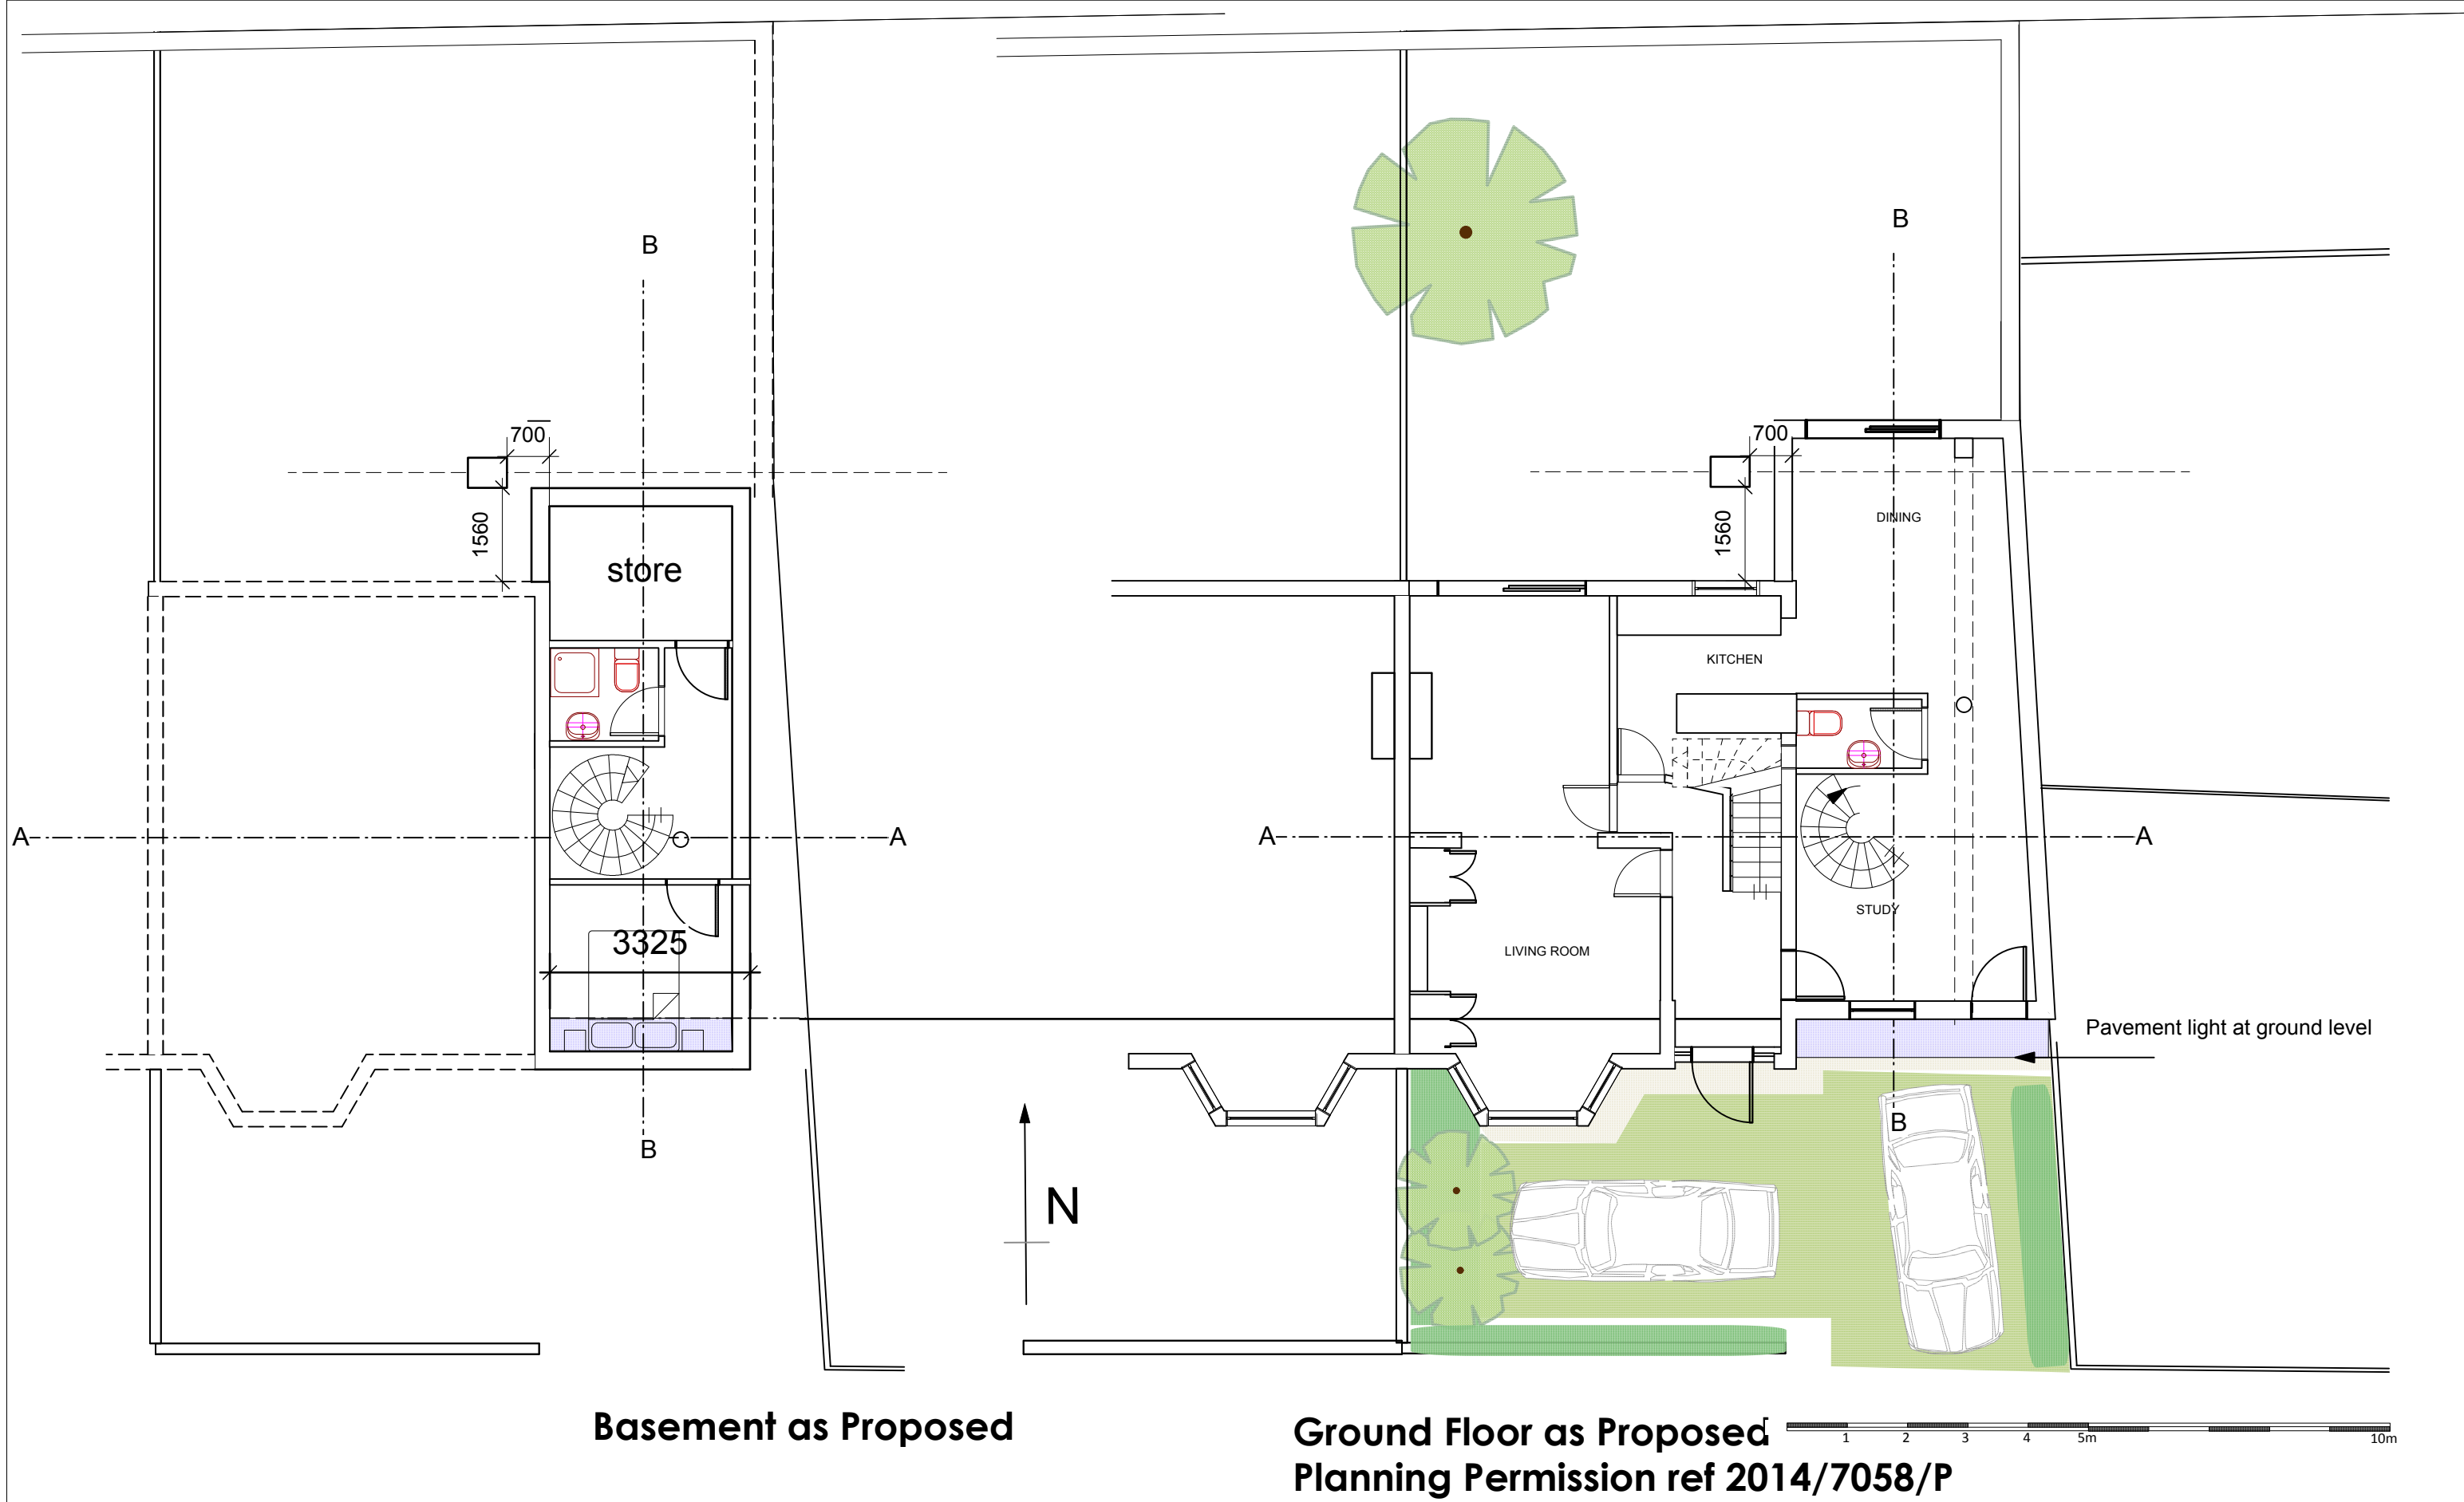 B
700
1560
store
A
A
3325
B
Basement as Proposed
N
B
700
1560
DINING
KITCHEN
A
A
STUDY
LIVING ROOM
Pavement light at ground level
B
Ground Floor as Proposed
Planning Permission ref 2014/7058/P
1 2 3 4 5m 10m